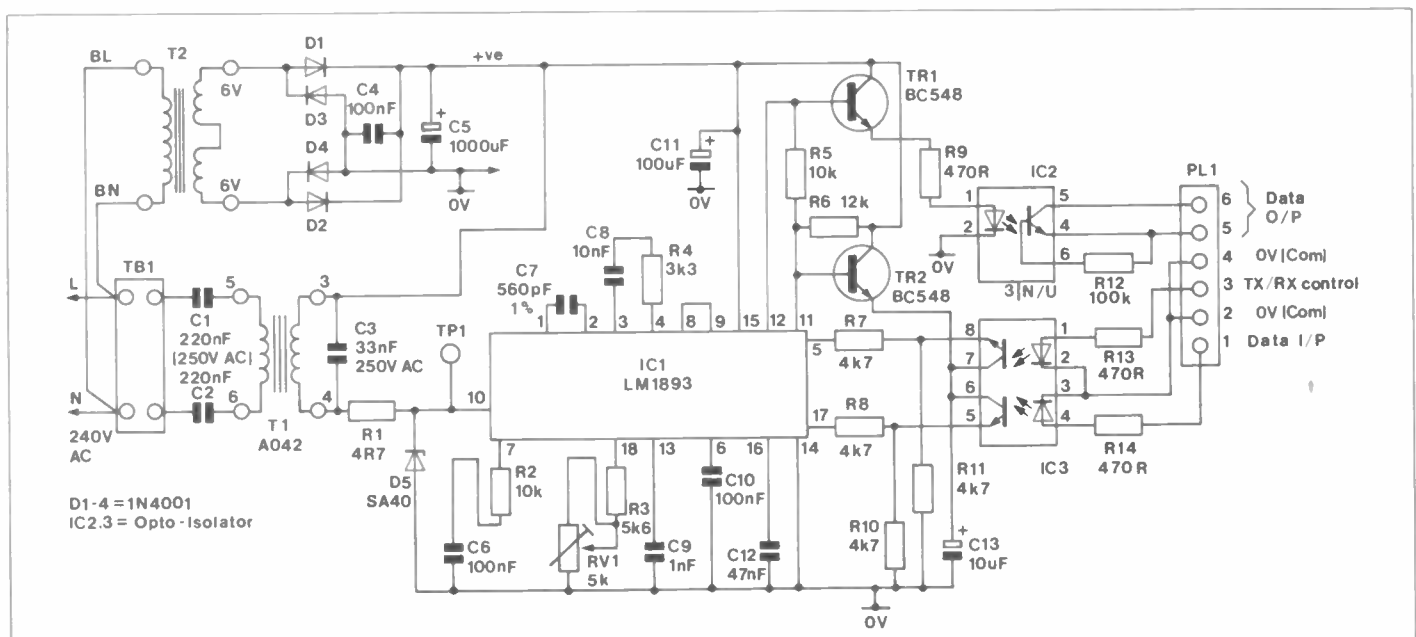 BL
T2
D1
6V
D3
C4
100nF
+ve
+
C5
1000uF
D4
BN
6V
D2
0V
TR1
BC548
C11
100uF
+
R5
10k
R9
470R
IC2
PL1
1
2
5
4
6
6
5
4
3
2
1
Data
O/P
0V (Com)
TX/RX control
0V (Com)
Data I/P
R6 12k
0V
3|N/U
R12
100k
TR2
BC548
C8
10nF
R4
3k3
C7
560pF
1%
TB1
L
5
3
C1
220nF
(250V AC)
220nF
C2
C3
33nF
250V AC
TP1
N
240V
AC
6
4
T1
A042
R1
4R7
1
2
3
4
8
9
15
12
11
IC1
LM1893
10
5
17
7
18
13
6
16
14
R7
4k7
R8
4k7
8
7
6
5
1
2
3
4
IC3
R13
470R
R14
470R
D5
SA40
R2
10k
R3
5k6
C10
100nF
R11
4k7
R10
4k7
D1-4 = 1N4001
IC2.3 = Opto-Isolator
C6
100nF
RV1
5k
C9
1nF
C12
47nF
+
C13
10uF
0V